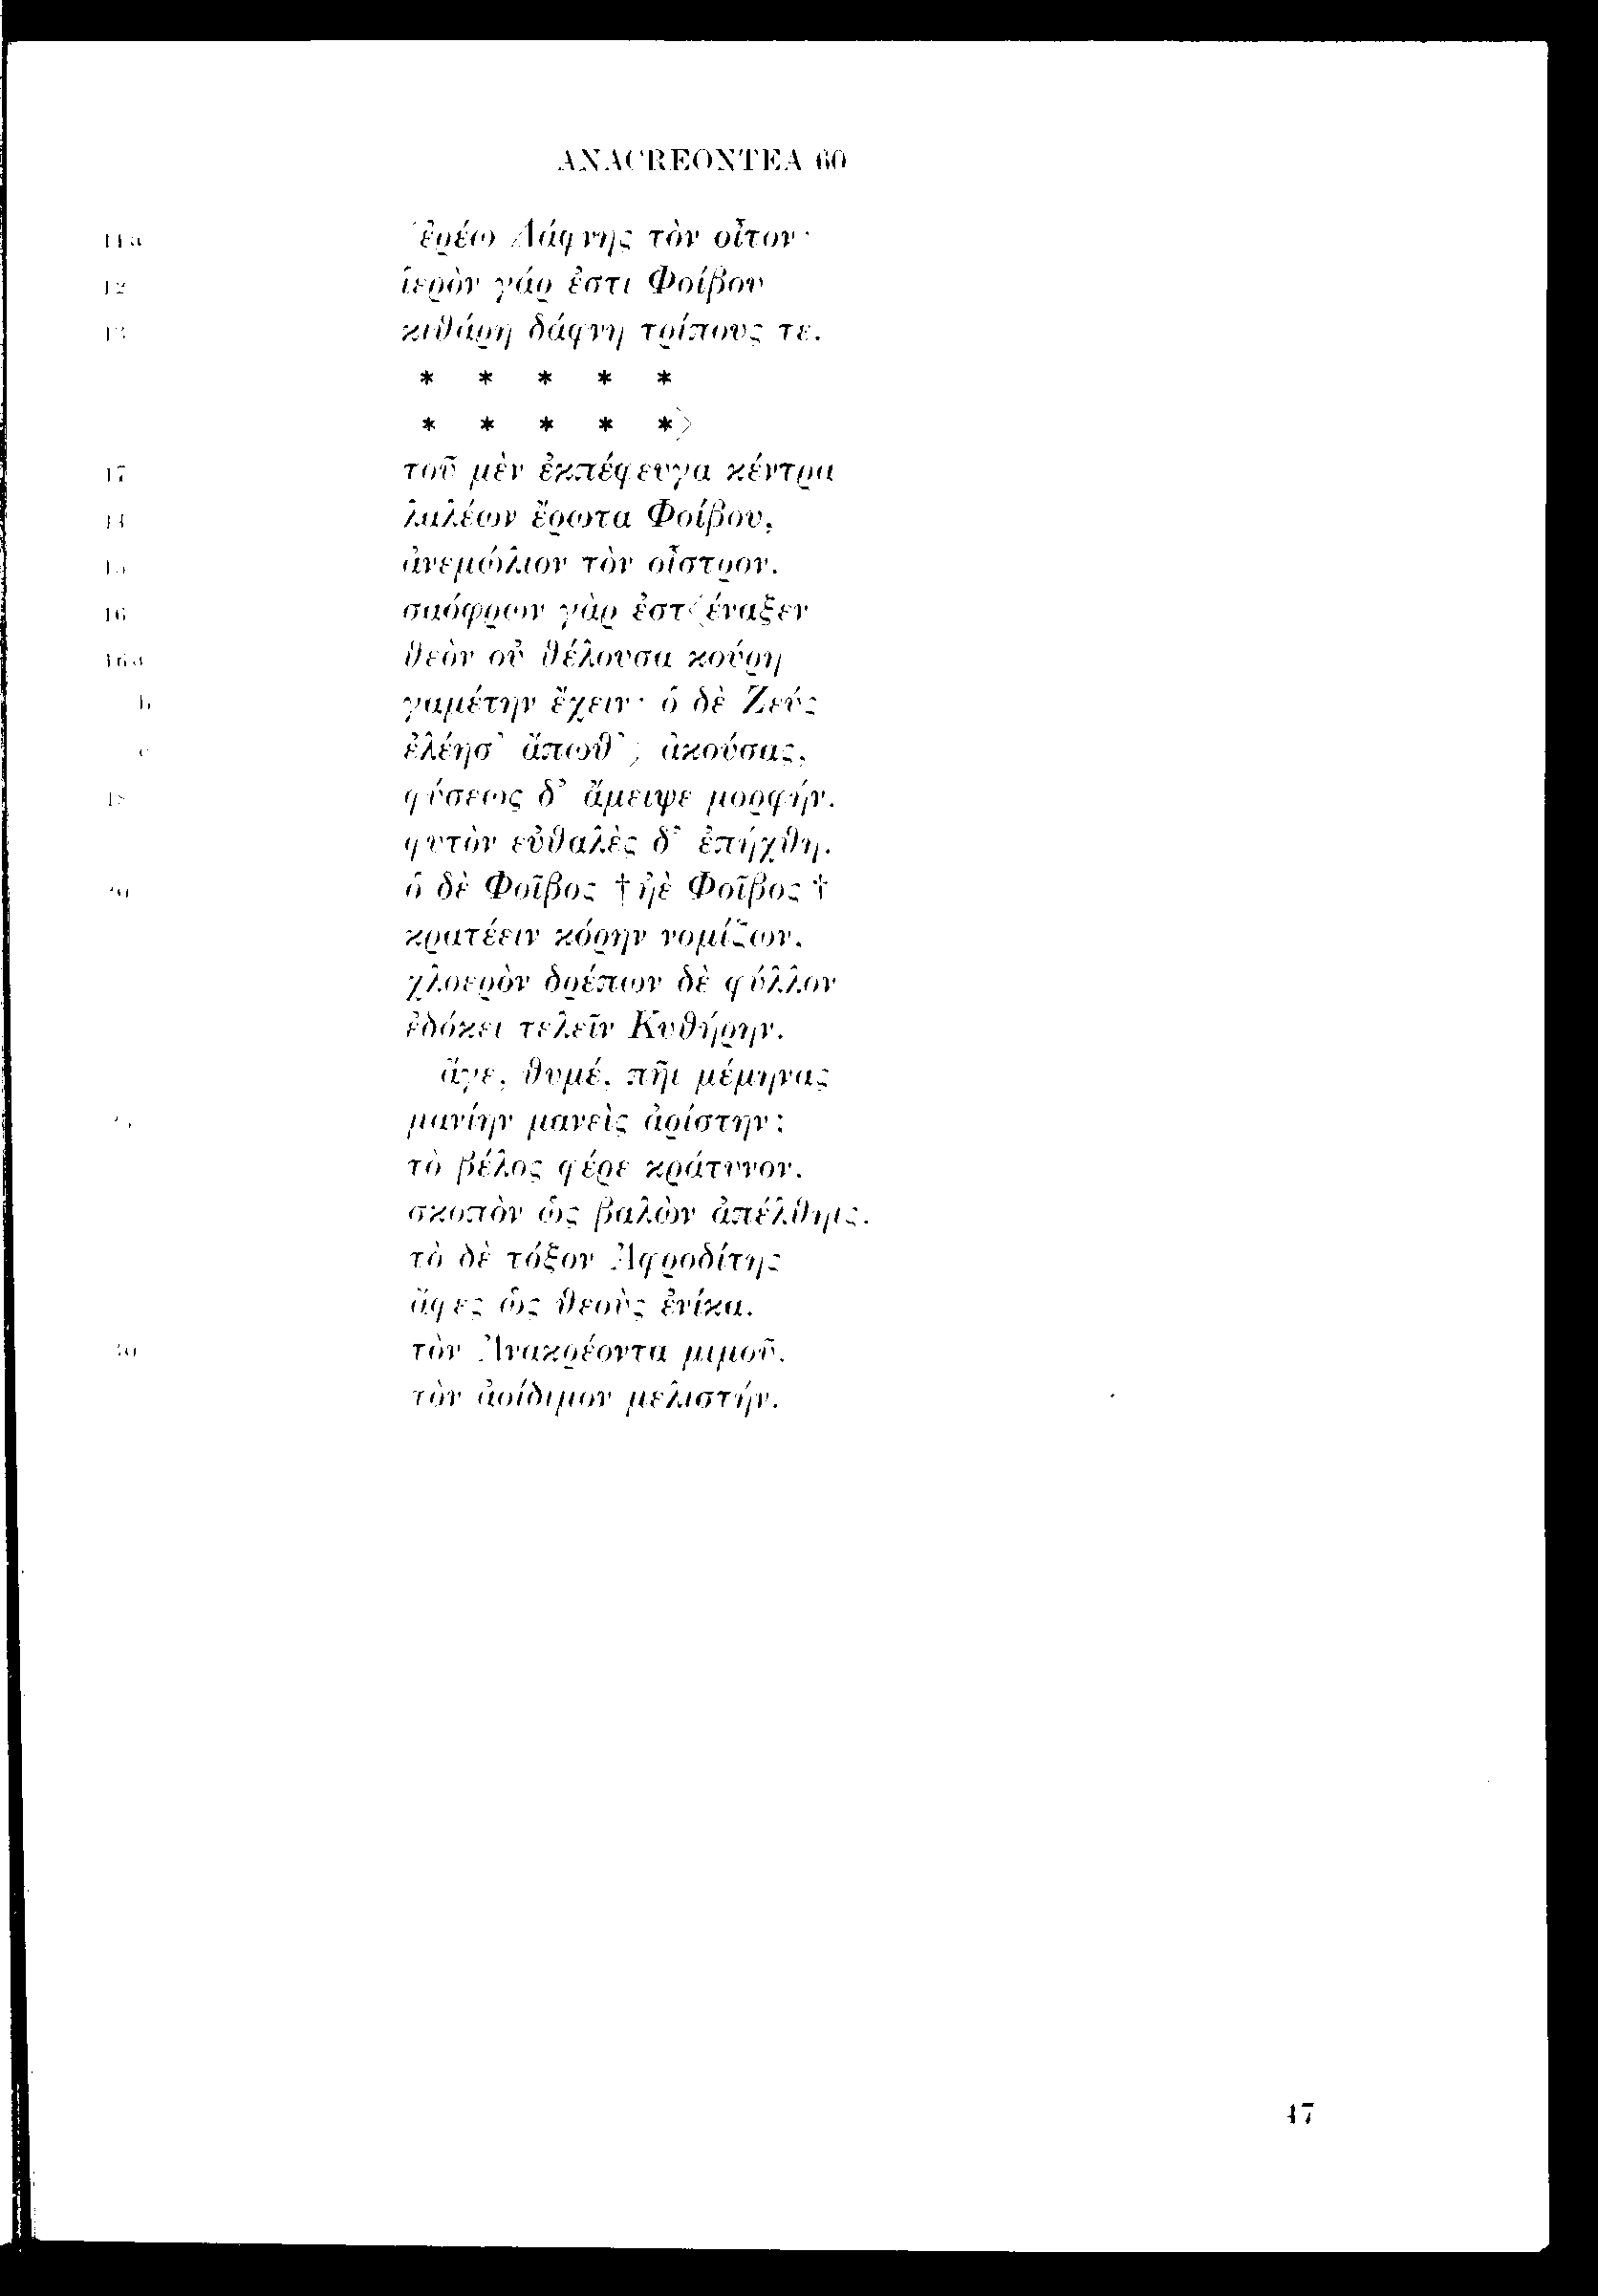 ANACREONTEA 60
11a ⟨ἐρέω Δάφνης τὸν οἶτον·
12 ἱερὸν γάρ ἐστι Φοίβου
13 κιθάρη δάφνη τρίπους τε.
* * * * *
* * * * *⟩
17 τοῦ μὲν ἐκπέφευγα κέντρα
14 λαλέων ἔρωτα Φοίβου,
15 ἀνεμώλιον τὸν οἶστρον.
16 σαόφρων γὰρ ἐστ⟨έναξεν
16a θεὸν οὐ θέλουσα κούρη
b γαμέτην ἔχειν· ὁ δὲ Ζεύς
c ἐλέησ᾽ ἄπωθ᾽⟩ ἀκούσας,
18 φύσεως δ᾽ ἄμειψε μορφήν.
φυτὸν εὐθαλὲς δ᾽ ἐπήχθη.
20 ὁ δὲ Φοῖβος †ἠὲ Φοῖβος†
κρατέειν κόρην νομίζων,
χλοερὸν δρέπων δὲ φύλλον
ἐδόκει τελεῖν Κυθήρην.
ἄγε, θυμέ, πῆι μέμηνας
25 μανίην μανεὶς ἀρίστην;
τὸ βέλος φέρε κράτυνον,
σκοπὸν ὡς βαλὼν ἀπέλθηις.
τὸ δὲ τόξον Ἀφροδίτης
ἄφες ὡς θεοὺς ἐνίκα.
30 τὸν Ἀνακρέοντα μιμοῦ,
τὸν ἀοίδιμον μελιστήν.
47